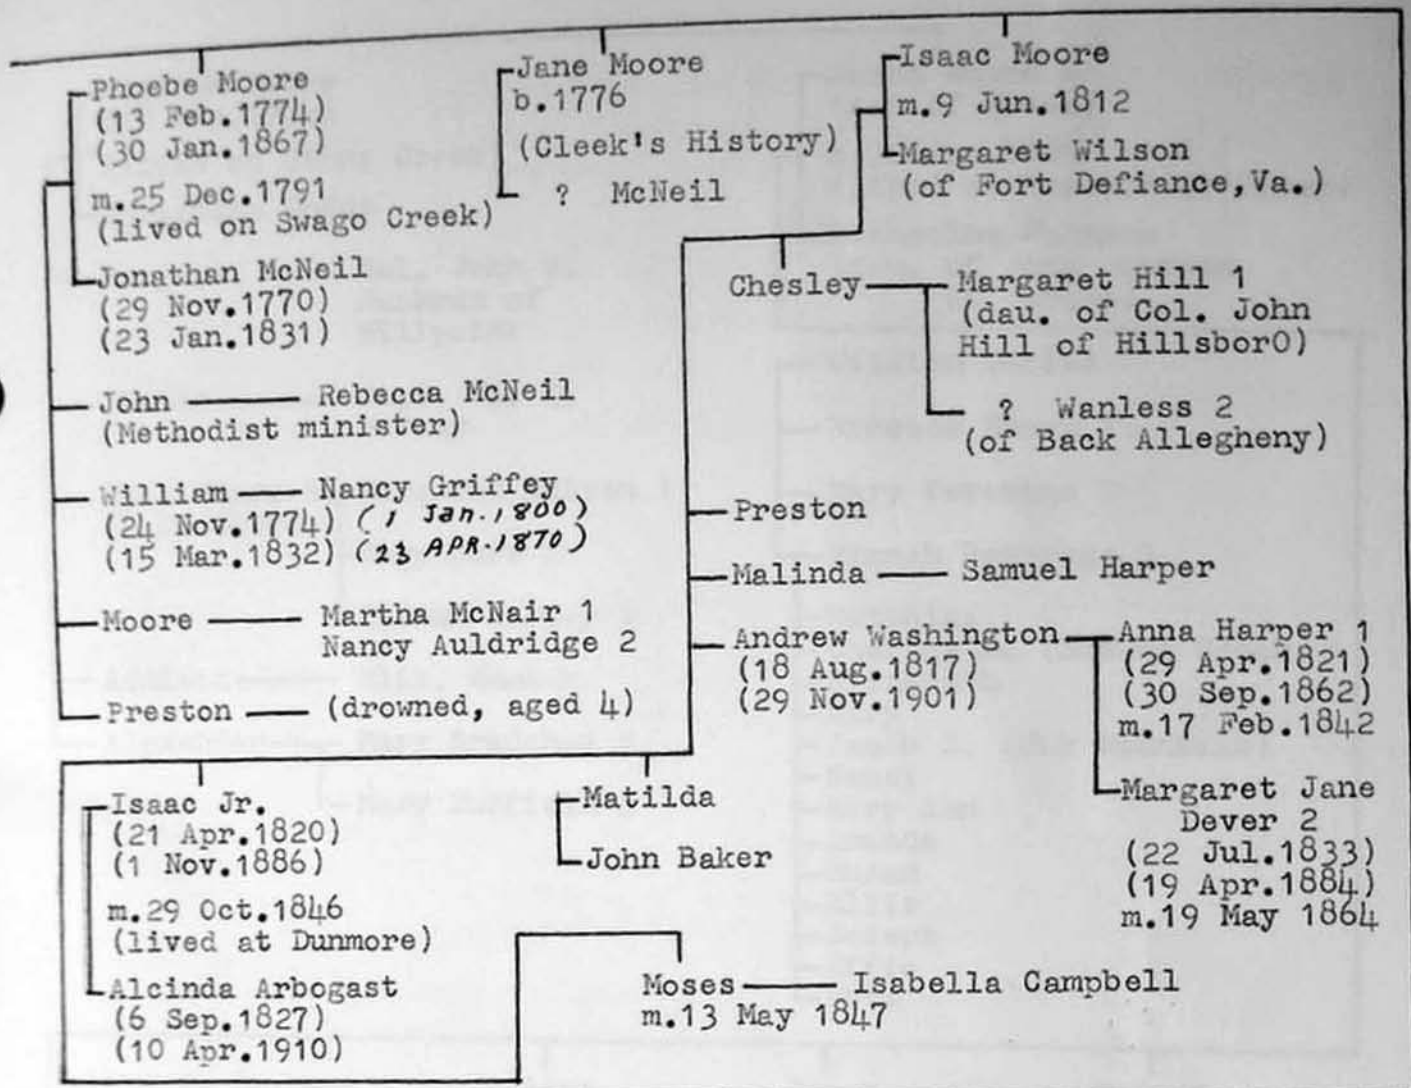 Phoebe Moore
(13 Feb.1774)
(30 Jan.1867)
m.25 Dec.1791
(lived on Swago Creek)
Jonathan McNeil
(29 Nov.1770)
(23 Jan.1831)
John Rebecca McNeil
(Methodist minister)
William Nancy Griffey
(24 Nov.1774) (1 Jan.1800)
(15 Mar.1832) (23 APR.1870)
Moore Martha McNair 1
Nancy Auldridge 2
Preston (drowned, aged 4)
Jane Moore
b.1776
(Cleek's History)
? McNeil
Isaac Moore
m.9 Jun.1812
Margaret Wilson
(of Fort Defiance,Va.)
Chesley Margaret Hill 1
(dau. of Col. John
Hill of HillsborO)
? Wanless 2
(of Back Allegheny)
Preston
Malinda Samuel Harper
Andrew Washington Anna Harper 1
(18 Aug.1817) (29 Apr.1821)
(29 Nov.1901) (30 Sep.1862)
m.17 Feb.1842
Margaret Jane
Dever 2
(22 Jul.1833)
(19 Apr.1884)
m.19 May 1864
Isaac Jr.
(21 Apr.1820)
(1 Nov.1886)
m.29 Oct.1846
(lived at Dunmore)
Alcinda Arbogast
(6 Sep.1827)
(10 Apr.1910)
Matilda
John Baker
Moses Isabella Campbell
m.13 May 1847